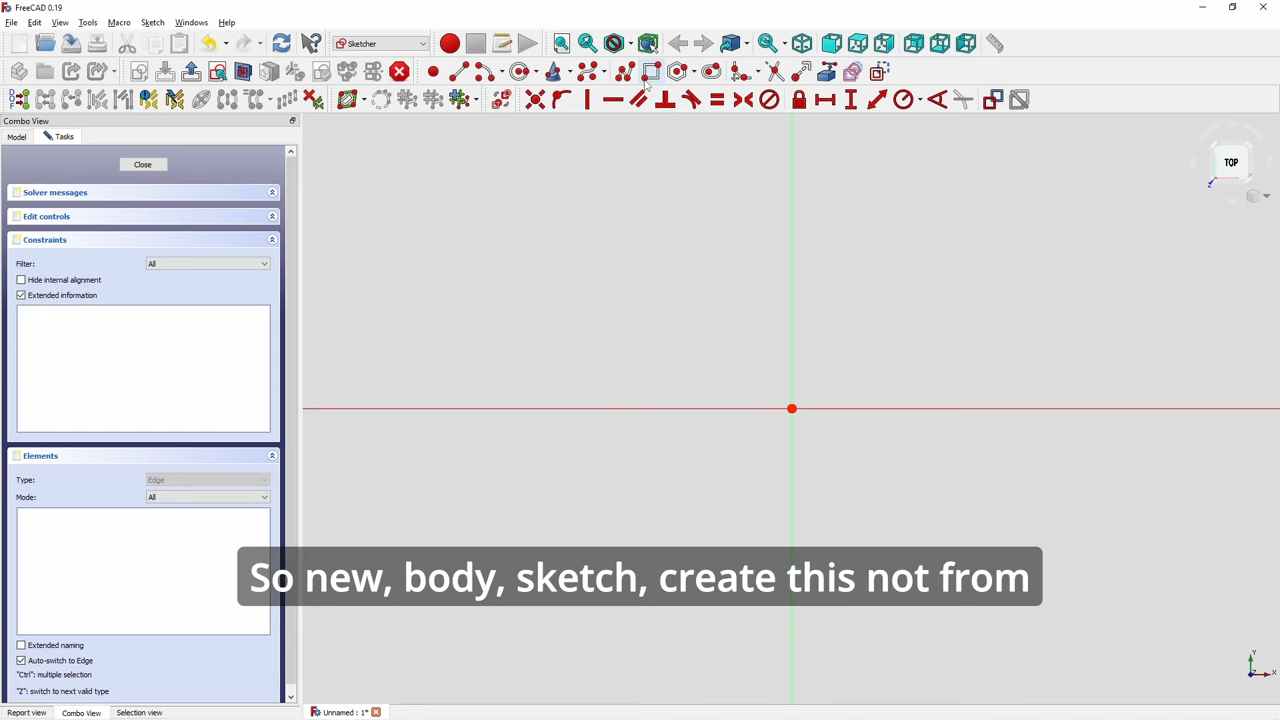 FreeCAD 0.19
File Edit View Tools Macro Sketch Windows Help
Sketcher
Combo View
Model Tasks
Close
Solver messages
Edit controls
Constraints
Filter: All
Hide internal alignment
Extended information
Elements
Type: Edge
Mode: All
Extended naming
Auto-switch to Edge
"Ctrl": multiple selection
"Z": switch to next valid type
Report view Combo View Selection view
Unnamed : 1*
TOP
Y
X
So new, body, sketch, create this not from